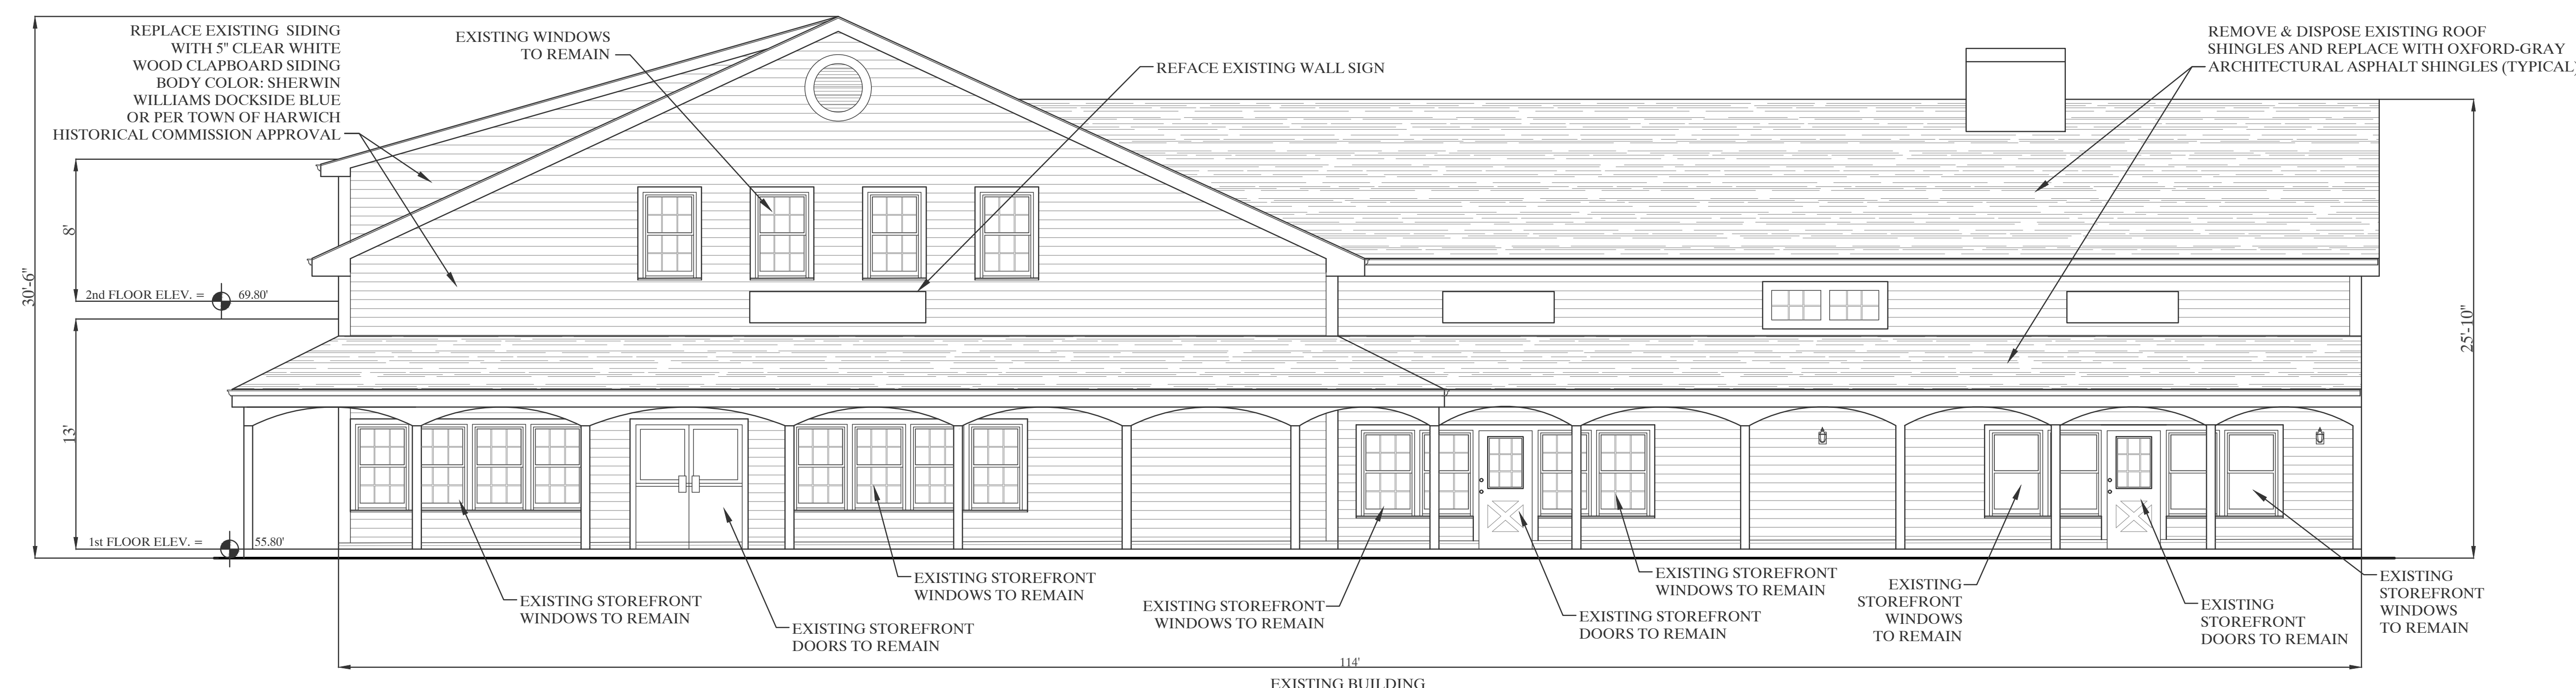 REPLACE EXISTING SIDING
WITH 5" CLEAR WHITE
WOOD CLAPBOARD SIDING
BODY COLOR: SHERWIN
WILLIAMS DOCKSIDE BLUE
OR PER TOWN OF HARWICH
HISTORICAL COMMISSION APPROVAL
EXISTING WINDOWS
TO REMAIN
REFACE EXISTING WALL SIGN
REMOVE & DISPOSE EXISTING ROOF
SHINGLES AND REPLACE WITH OXFORD-GRAY
ARCHITECTURAL ASPHALT SHINGLES (TYPICAL)
30'-6"
8'
2nd FLOOR ELEV. = 69.80'
13'
1st FLOOR ELEV. = 55.80'
25'-10"
EXISTING STOREFRONT
WINDOWS TO REMAIN
EXISTING STOREFRONT
DOORS TO REMAIN
EXISTING STOREFRONT
WINDOWS TO REMAIN
EXISTING STOREFRONT
WINDOWS TO REMAIN
EXISTING STOREFRONT
DOORS TO REMAIN
EXISTING STOREFRONT
WINDOWS TO REMAIN
EXISTING
STOREFRONT
WINDOWS
TO REMAIN
EXISTING
STOREFRONT
DOORS TO REMAIN
EXISTING
STOREFRONT
WINDOWS
TO REMAIN
114'
EXISTING BUILDING